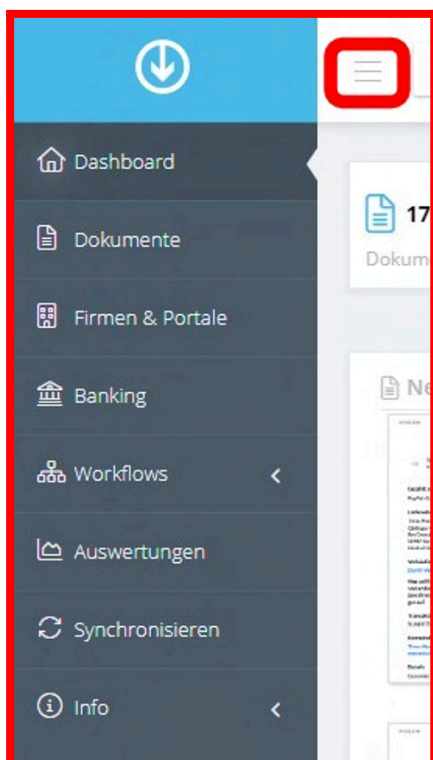 Dashboard
17
Dokumente
Dokum
Firmen & Portale
Ne
Banking
Workflows
Auswertungen
Synchronisieren
Info